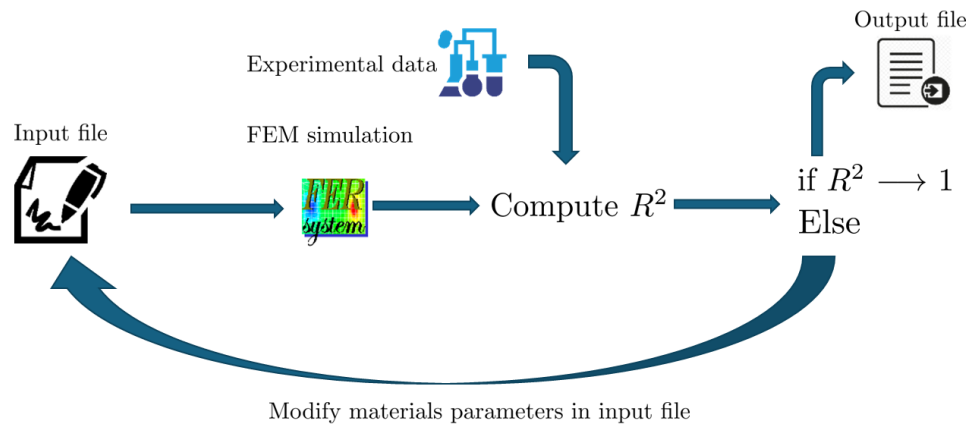 Output file
Experimental data
Input file
FEM simulation
FER
system
Compute R²
if R² ⟶ 1
Else
Modify materials parameters in input file